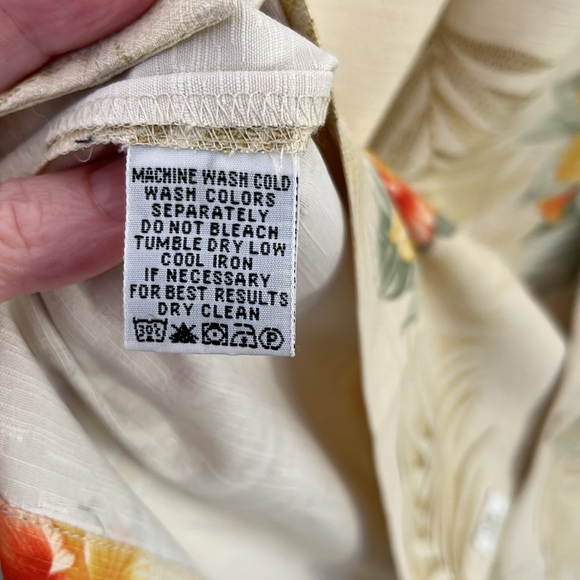 MACHINE WASH COLD
WASH COLORS
SEPARATELY
DO NOT BLEACH
TUMBLE DRY LOW
COOL IRON
IF NECESSARY
FOR BEST RESULTS
DRY CLEAN
30°C P